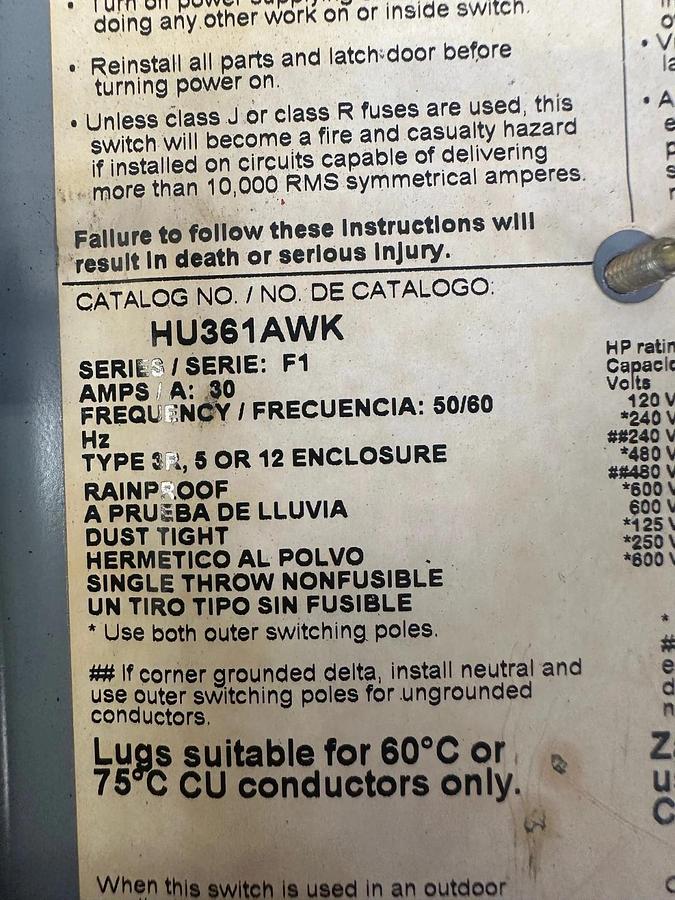 • Turn off power supplying
doing any other work on or inside switch.
• Reinstall all parts and latch door before
turning power on.
• Unless class J or class R fuses are used, this
switch will become a fire and casualty hazard
if installed on circuits capable of delivering
more than 10,000 RMS symmetrical amperes.
Failure to follow these instructions will
result in death or serious injury.
CATALOG NO. / NO. DE CATALOGO:
HU361AWK
SERIES / SERIE: F1
AMPS / A: 30
FREQUENCY / FRECUENCIA: 50/60
Hz
TYPE 3R, 5 OR 12 ENCLOSURE
RAINPROOF
A PRUEBA DE LLUVIA
DUST TIGHT
HERMETICO AL POLVO
SINGLE THROW NONFUSIBLE
UN TIRO TIPO SIN FUSIBLE
* Use both outer switching poles.
## If corner grounded delta, install neutral and
use outer switching poles for ungrounded
conductors.
Lugs suitable for 60°C or
75°C CU conductors only.
When this switch is used in an outdoor
HP ratin
Capacid
Volts
120 V
*240 V
##240 V
*480 V
##480 V
*600 V
600 V
*125 V
*250 V
*600 V